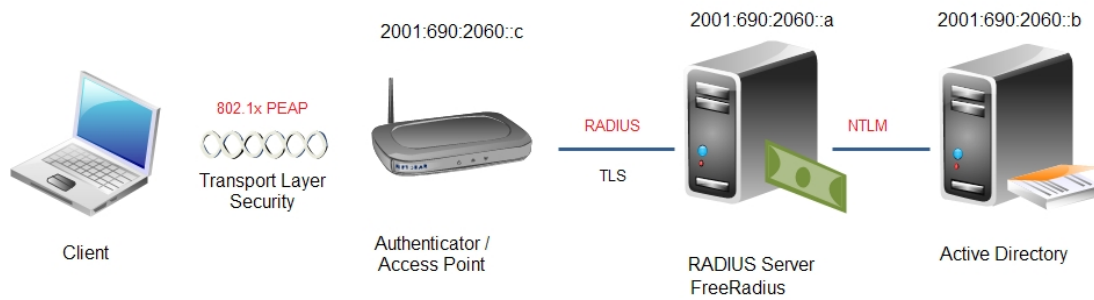 2001:690:2060::c
2001:690:2060::a
2001:690:2060::b
802.1x PEAP
RADIUS
NTLM
TLS
Transport Layer
Security
NETGEAR
Client
Authenticator /
Access Point
RADIUS Server
FreeRadius
Active Directory